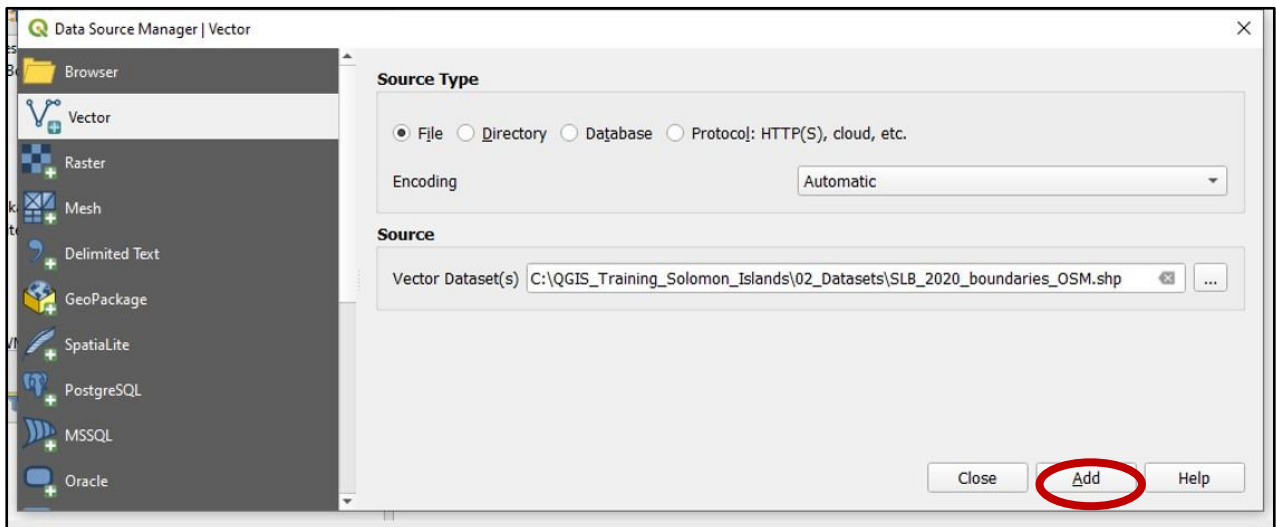 Data Source Manager | Vector
Browser
Vector
Raster
Mesh
Delimited Text
GeoPackage
SpatiaLite
PostgreSQL
MSSQL
Oracle
Source Type
File Directory Database Protocol: HTTP(S), cloud, etc.
Encoding Automatic
Source
Vector Dataset(s) C:\QGIS_Training_Solomon_Islands\02_Datasets\SLB_2020_boundaries_OSM.shp ...
Close Add Help